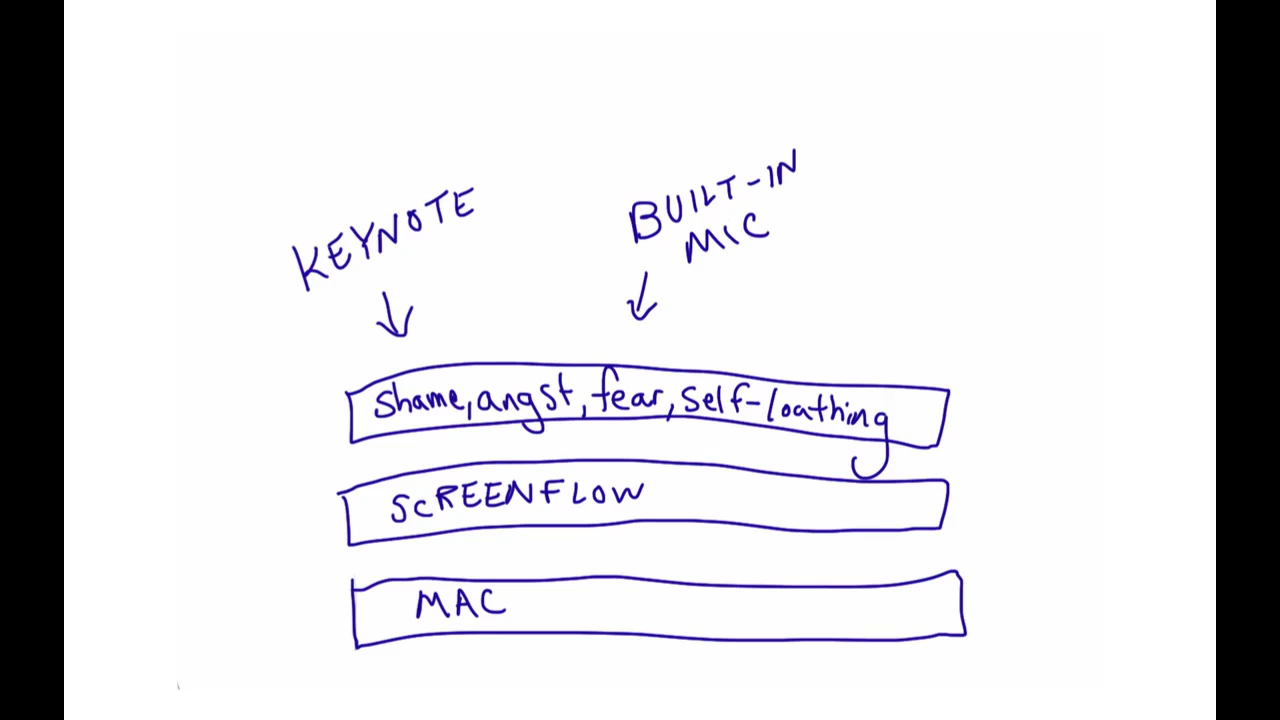 KEYNOTE
BUILT-IN
MIC
shame, angst, fear, self-loathing
SCREENFLOW
MAC